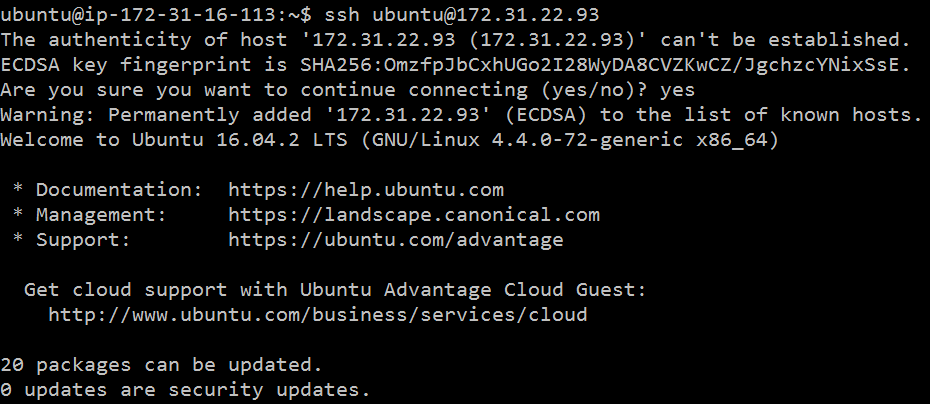 ubuntu@ip-172-31-16-113:~$ ssh ubuntu@172.31.22.93
The authenticity of host '172.31.22.93 (172.31.22.93)' can't be established.
ECDSA key fingerprint is SHA256:OmzfpJbCxhUGo2I28WyDA8CVZKwCZ/JgchzcYNixSsE.
Are you sure you want to continue connecting (yes/no)? yes
Warning: Permanently added '172.31.22.93' (ECDSA) to the list of known hosts.
Welcome to Ubuntu 16.04.2 LTS (GNU/Linux 4.4.0-72-generic x86_64)

 * Documentation:  https://help.ubuntu.com
 * Management:     https://landscape.canonical.com
 * Support:        https://ubuntu.com/advantage

  Get cloud support with Ubuntu Advantage Cloud Guest:
    http://www.ubuntu.com/business/services/cloud

20 packages can be updated.
0 updates are security updates.